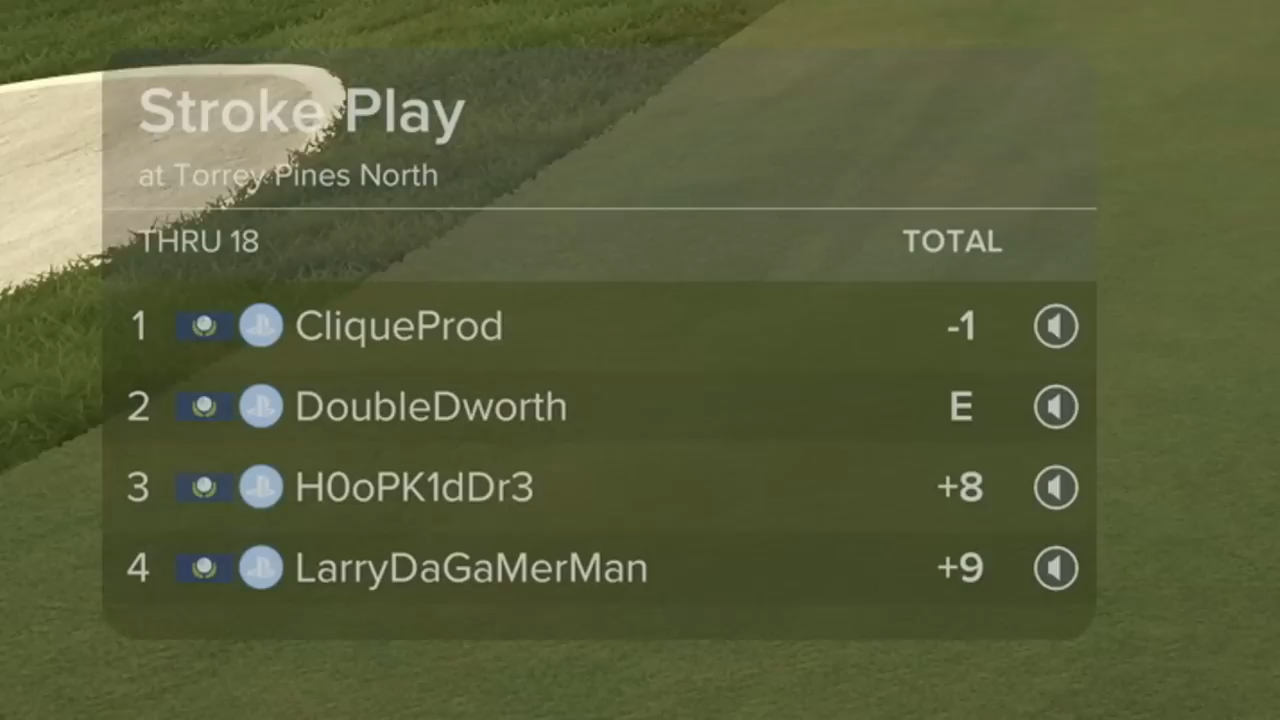 Stroke Play
at Torrey Pines North
THRU 18 TOTAL
1 CliqueProd -1
2 DoubleDworth E
3 H0oPK1dDr3 +8
4 LarryDaGaMerMan +9